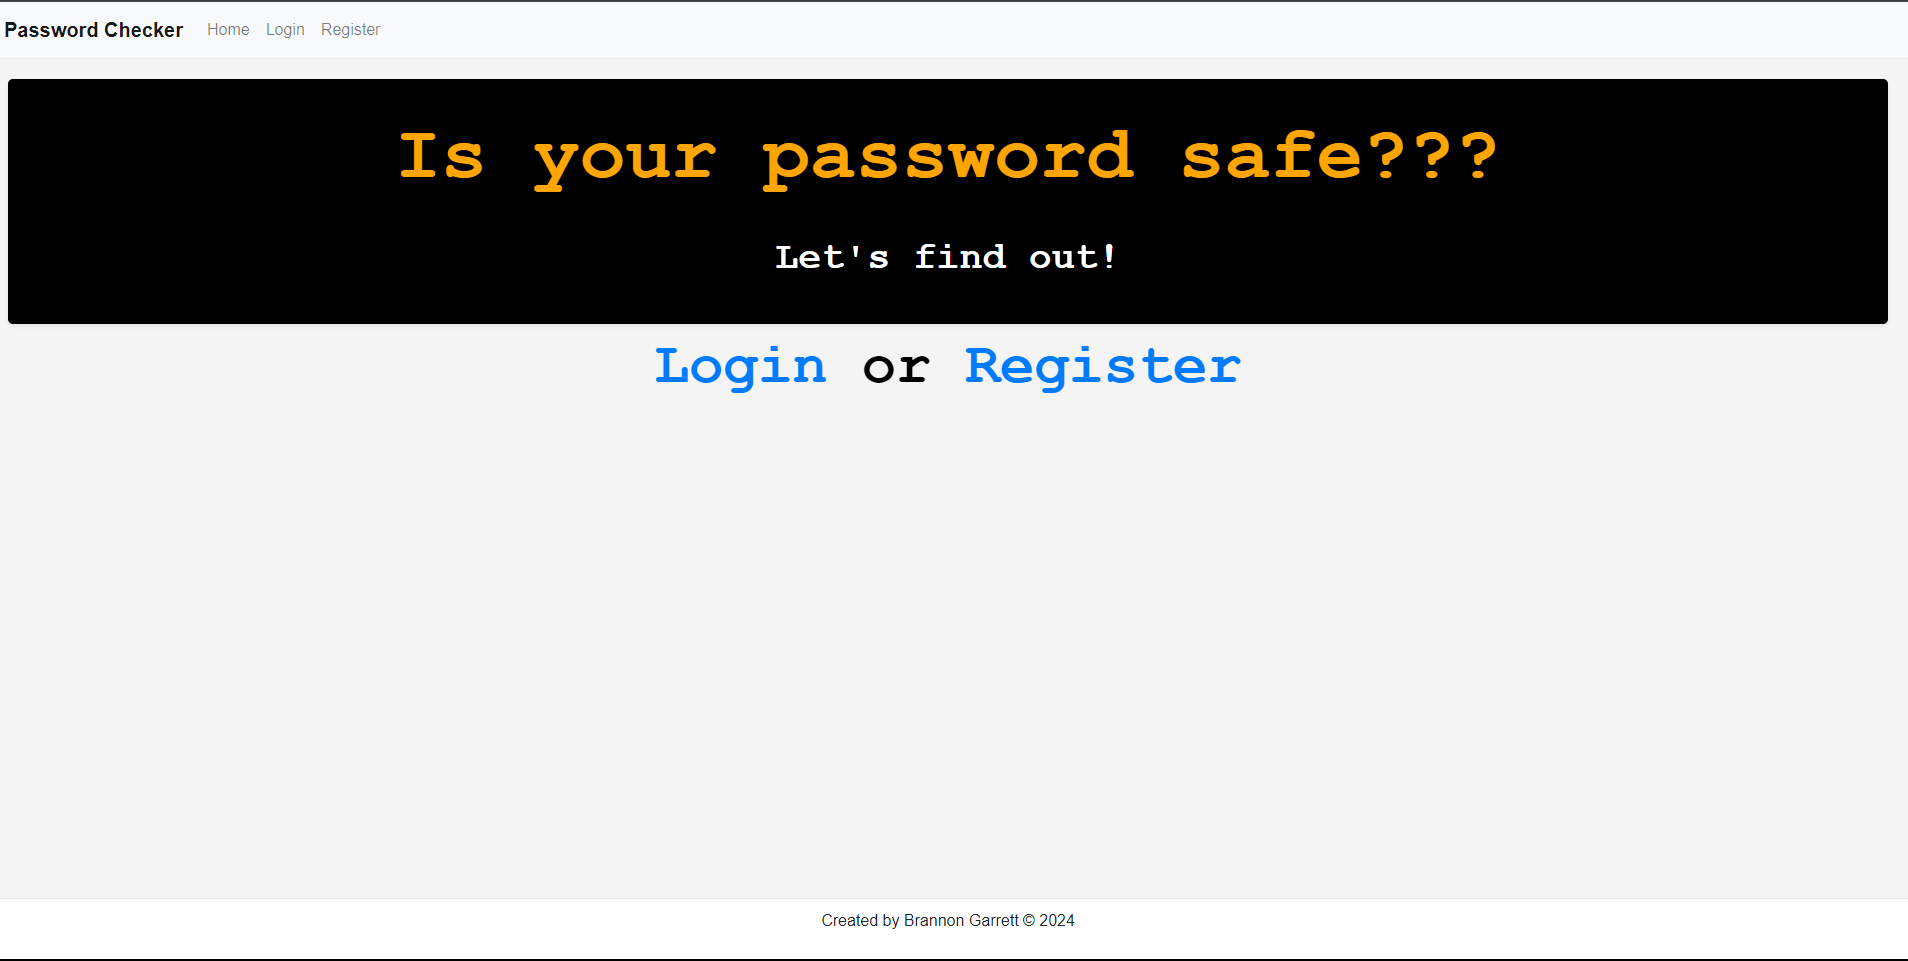 Password Checker Home Login Register
Is your password safe???
Let's find out!
Login or Register
Created by Brannon Garrett © 2024